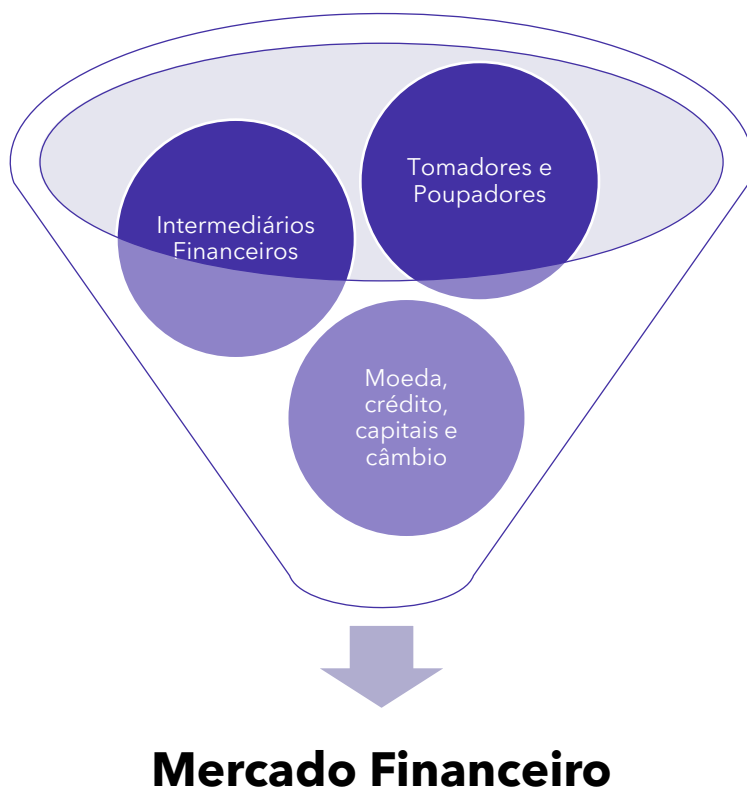 Tomadores e
Poupadores
Intermediários
Financeiros
Moeda,
crédito,
capitais e
câmbio
Mercado Financeiro